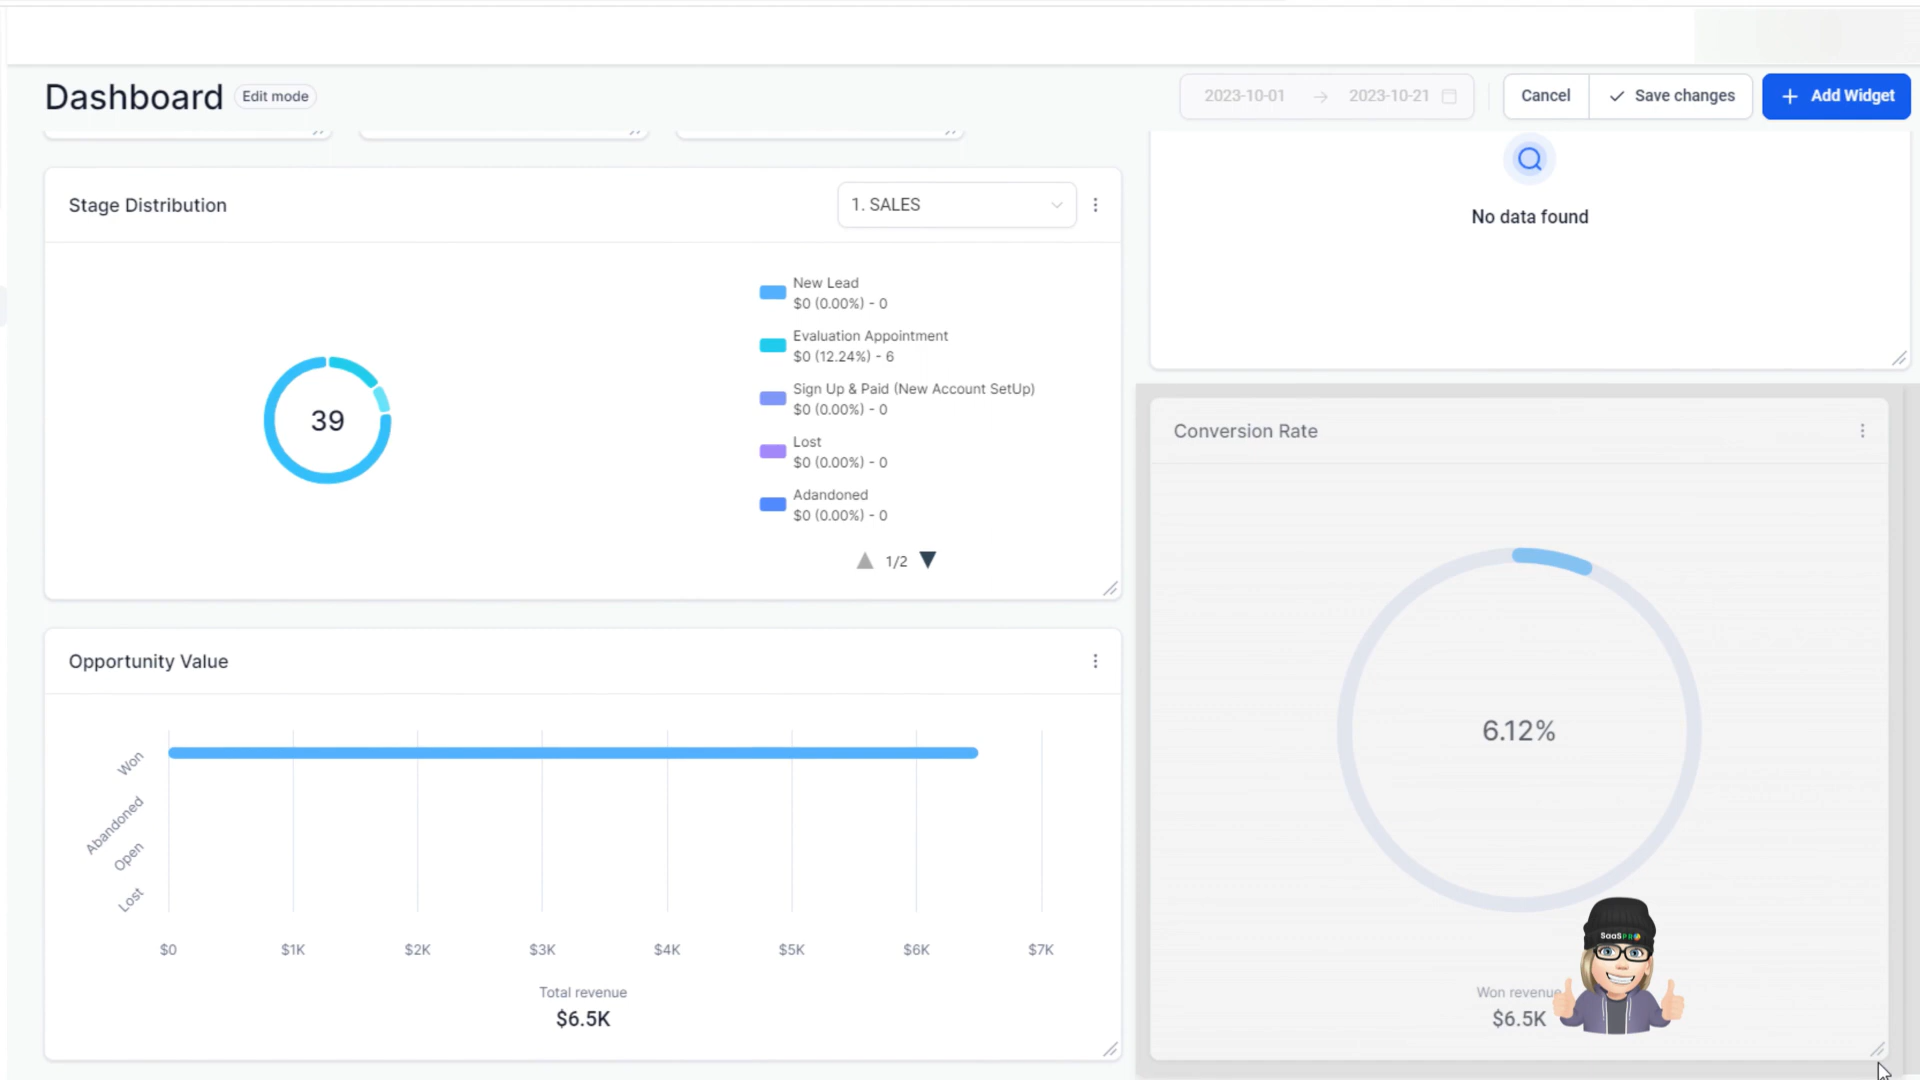 Dashboard
Edit mode
2023-10-01 → 2023-10-21
Cancel
Save changes
Add Widget
Stage Distribution
1. SALES
New Lead
$0 (0.00%) - 0
Evaluation Appointment
$0 (12.24%) - 6
Sign Up & Paid (New Account SetUp)
$0 (0.00%) - 0
Lost
$0 (0.00%) - 0
Adandoned
$0 (0.00%) - 0
39
1/2
No data found
Opportunity Value
Won
Abandoned
Open
Lost
$0 $1K $2K $3K $4K $5K $6K $7K
Total revenue
$6.5K
Conversion Rate
6.12%
SaaSPRO
Won revenue
$6.5K